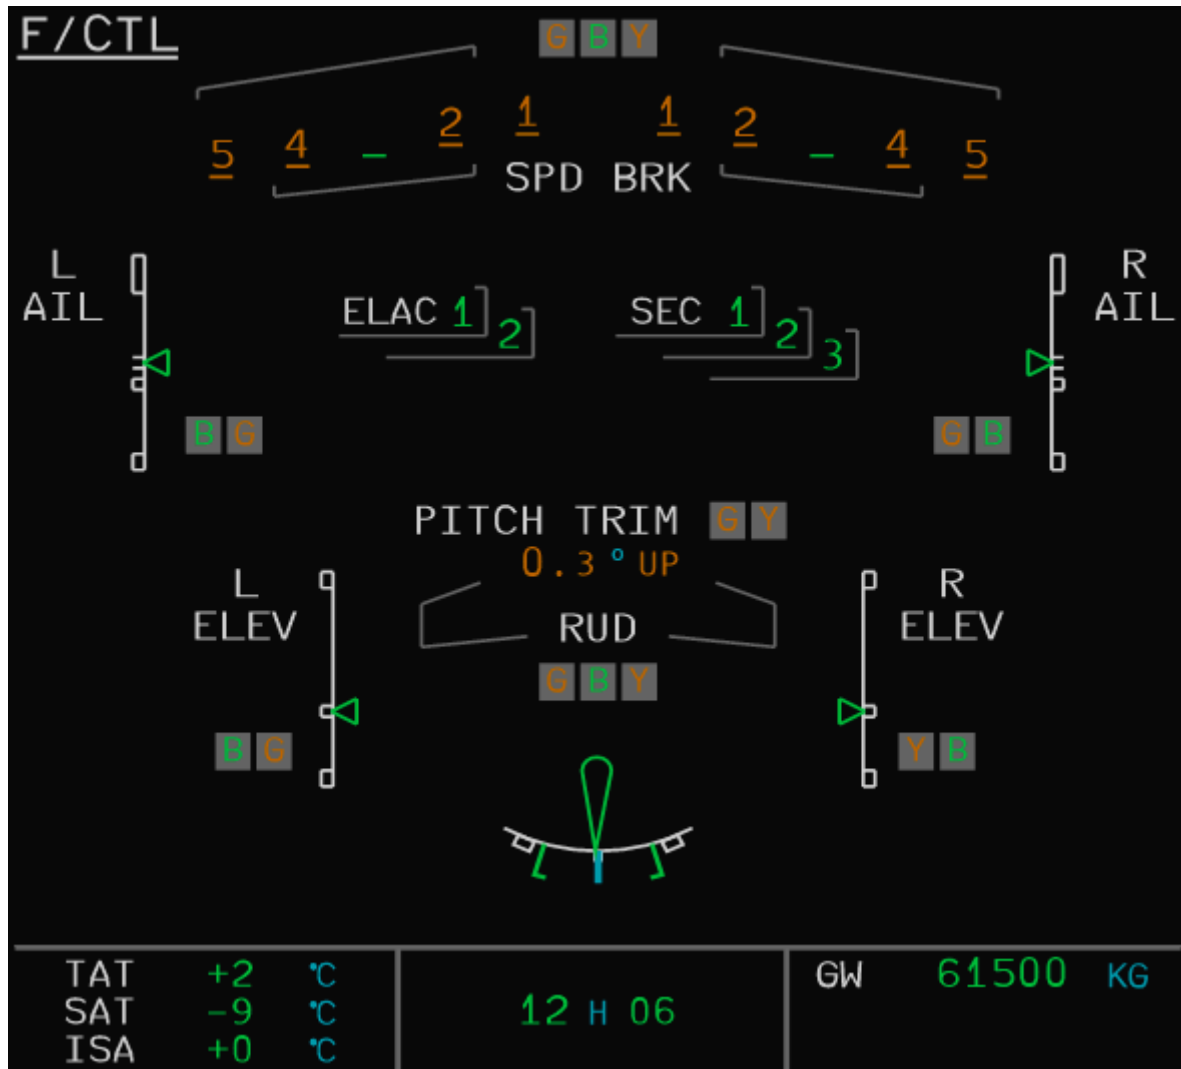 F/CTL
G B Y
5 4 - 2 1 1 2 - 4 5
SPD BRK
L AIL
ELAC 1 2
SEC 1 2 3
R AIL
B G
G B
PITCH TRIM G Y
0.3 ° UP
L ELEV
RUD
R ELEV
G B Y
B G
Y B
TAT +2 °C
SAT -9 °C
ISA +0 °C
12 H 06
GW 61500 KG